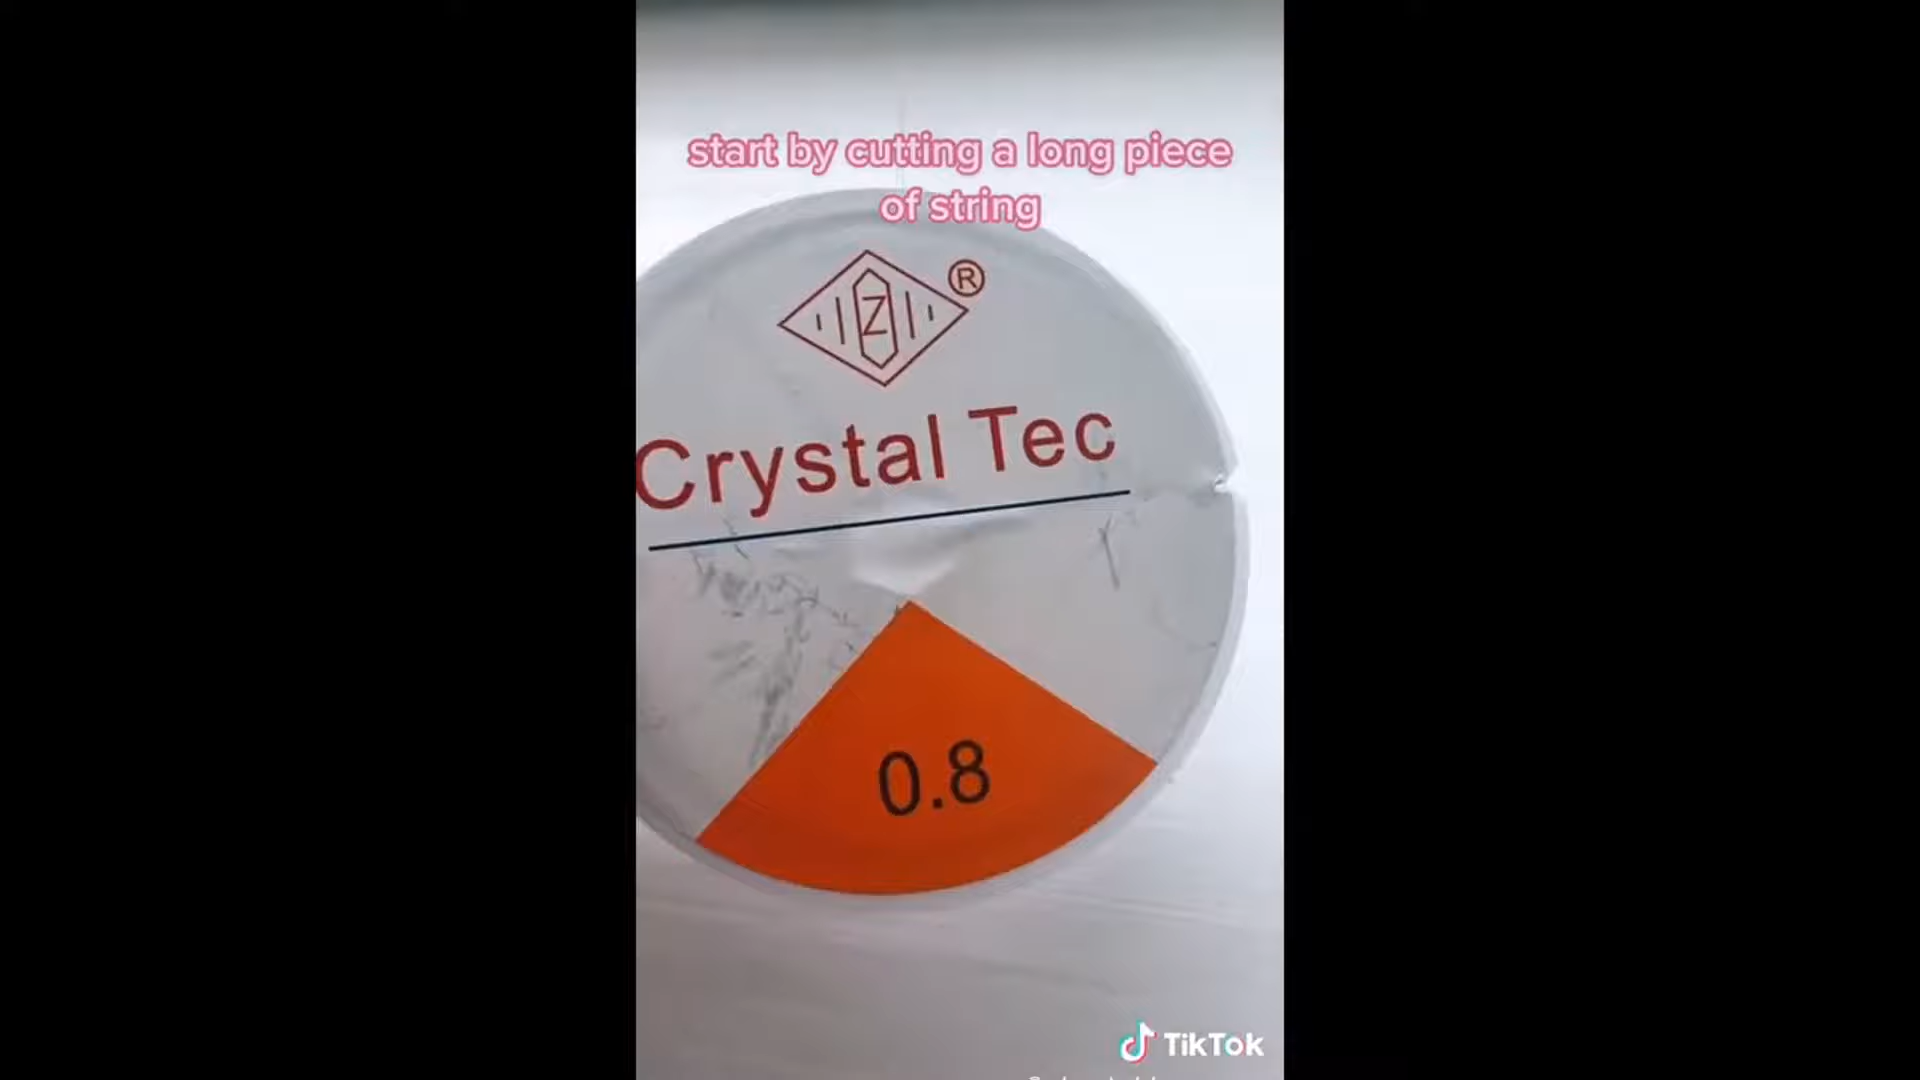 start by cutting a long piece
of string
Z
®
Crystal Tec
0.8
TikTok